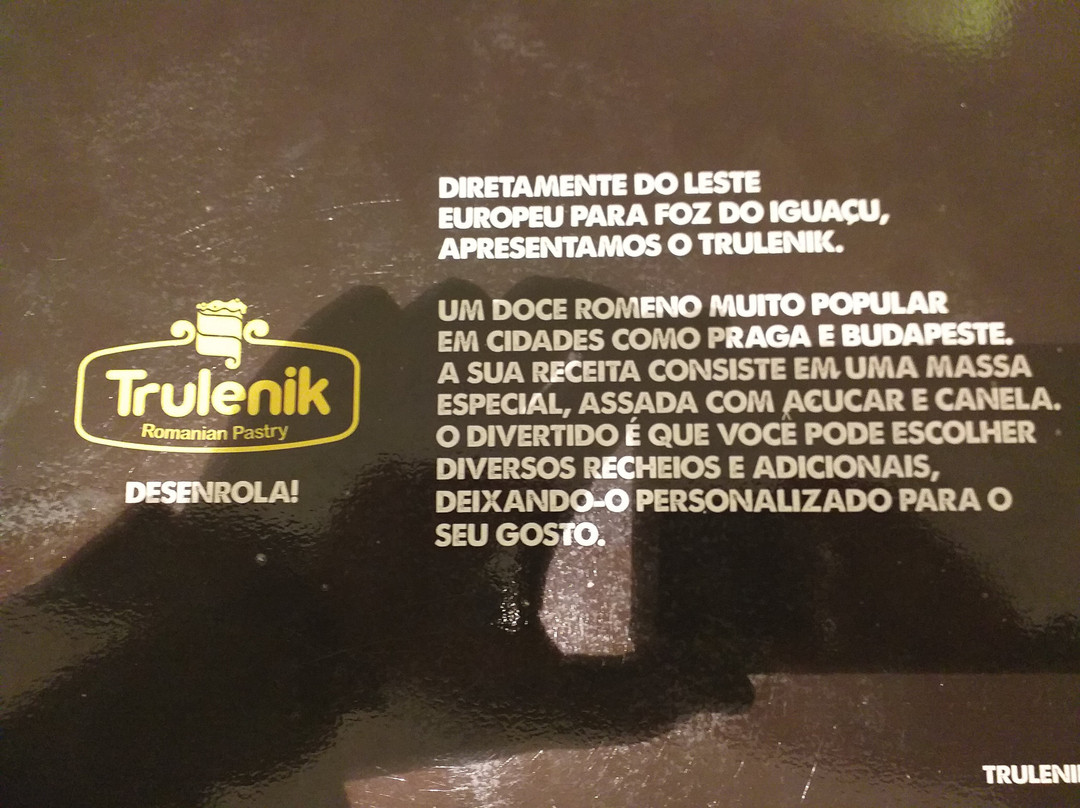 DIRETAMENTE DO LESTE
EUROPEU PARA FOZ DO IGUAÇU,
APRESENTAMOS O TRULENIK.
UM DOCE ROMENO MUITO POPULAR
EM CIDADES COMO PRAGA E BUDAPESTE.
A SUA RECEITA CONSISTE EM UMA MASSA
ESPECIAL, ASSADA COM AÇUCAR E CANELA.
O DIVERTIDO É QUE VOCÊ PODE ESCOLHER
DIVERSOS RECHEIOS E ADICIONAIS,
DEIXANDO-O PERSONALIZADO PARA O
SEU GOSTO.
Trulenik
Romanian Pastry
DESENROLA!